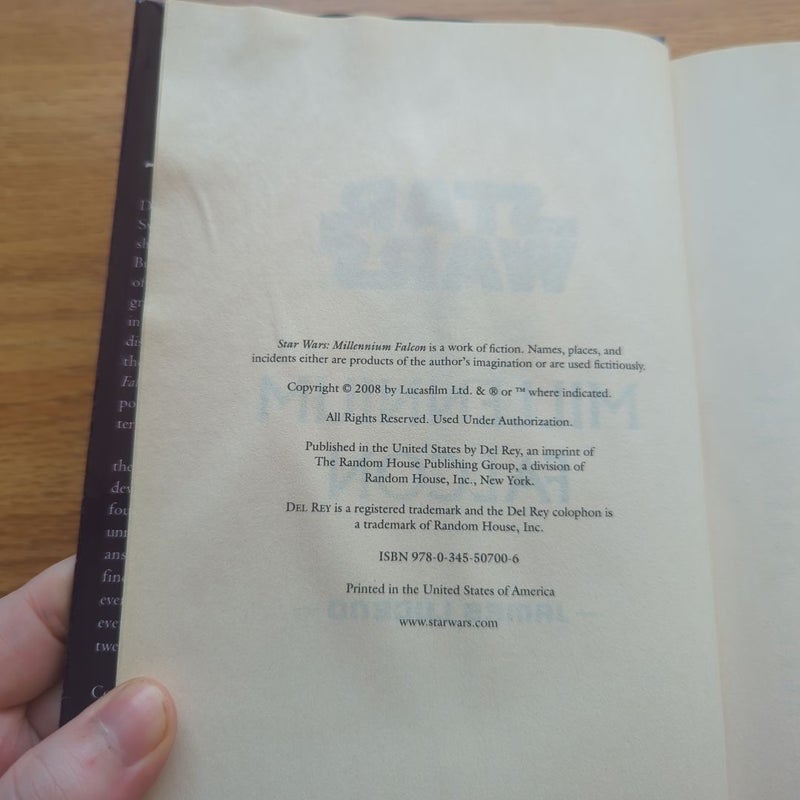 Star Wars: Millennium Falcon is a work of fiction. Names, places, and
incidents either are products of the author's imagination or are used fictitiously.
Copyright © 2008 by Lucasfilm Ltd. & ® or ™ where indicated.
All Rights Reserved. Used Under Authorization.
Published in the United States by Del Rey, an imprint of
The Random House Publishing Group, a division of
Random House, Inc., New York.
DEL REY is a registered trademark and the Del Rey colophon is
a trademark of Random House, Inc.
ISBN 978-0-345-50700-6
Printed in the United States of America
www.starwars.com